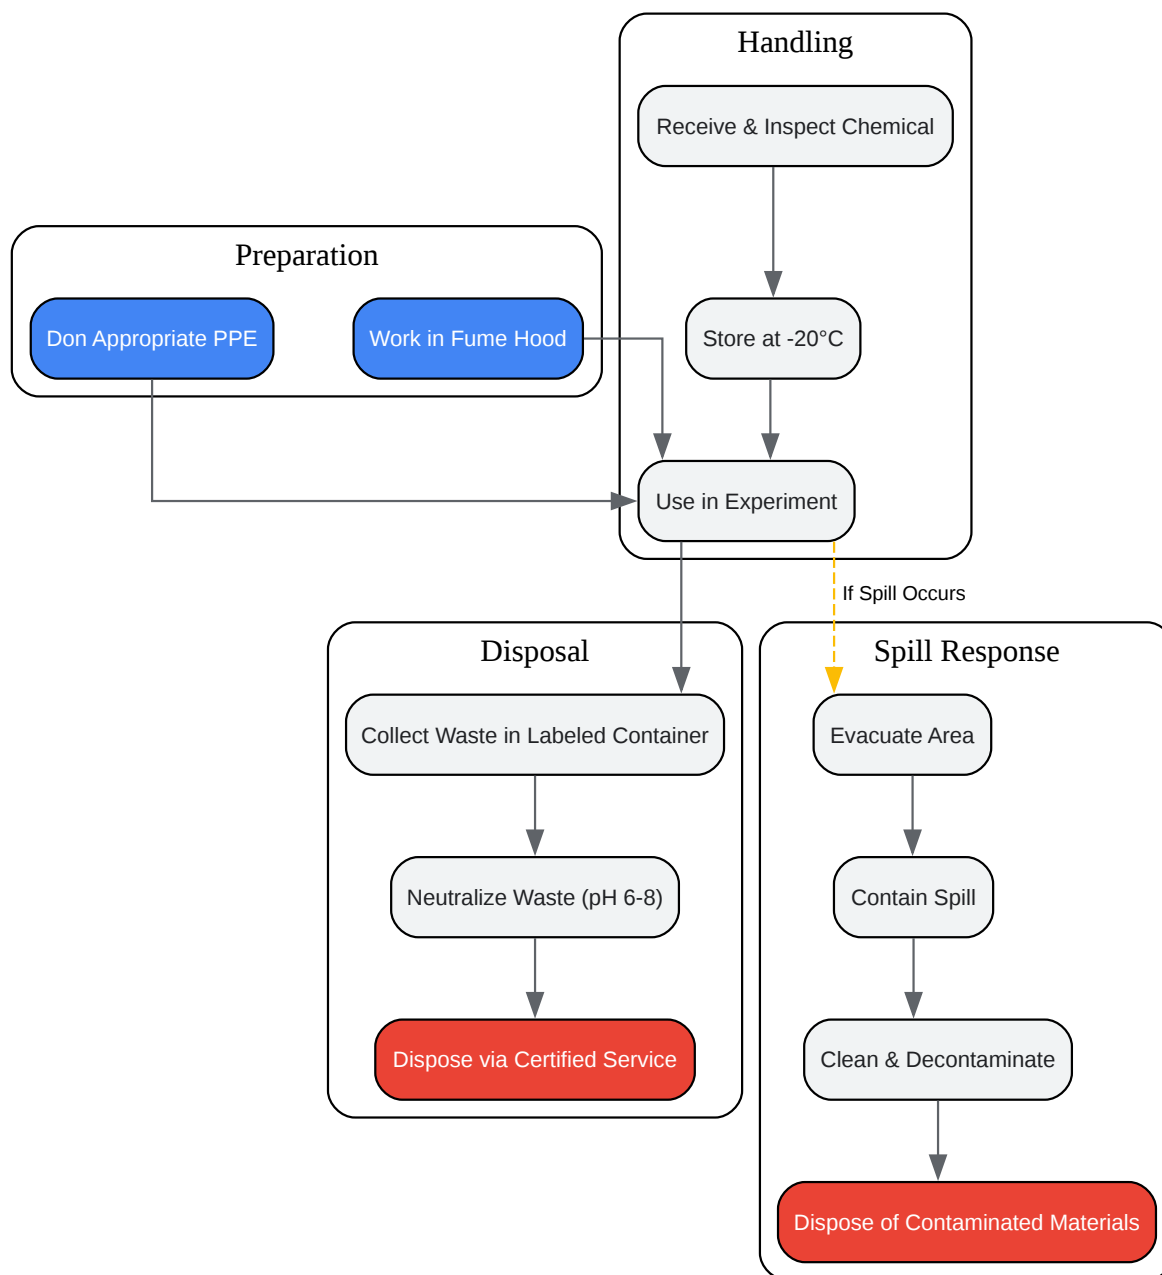 Handling
Receive & Inspect Chemical
Preparation
Don Appropriate PPE
Work in Fume Hood
Store at -20°C
Use in Experiment
If Spill Occurs
Disposal
Spill Response
Collect Waste in Labeled Container
Evacuate Area
Neutralize Waste (pH 6-8)
Contain Spill
Dispose via Certified Service
Clean & Decontaminate
Dispose of Contaminated Materials